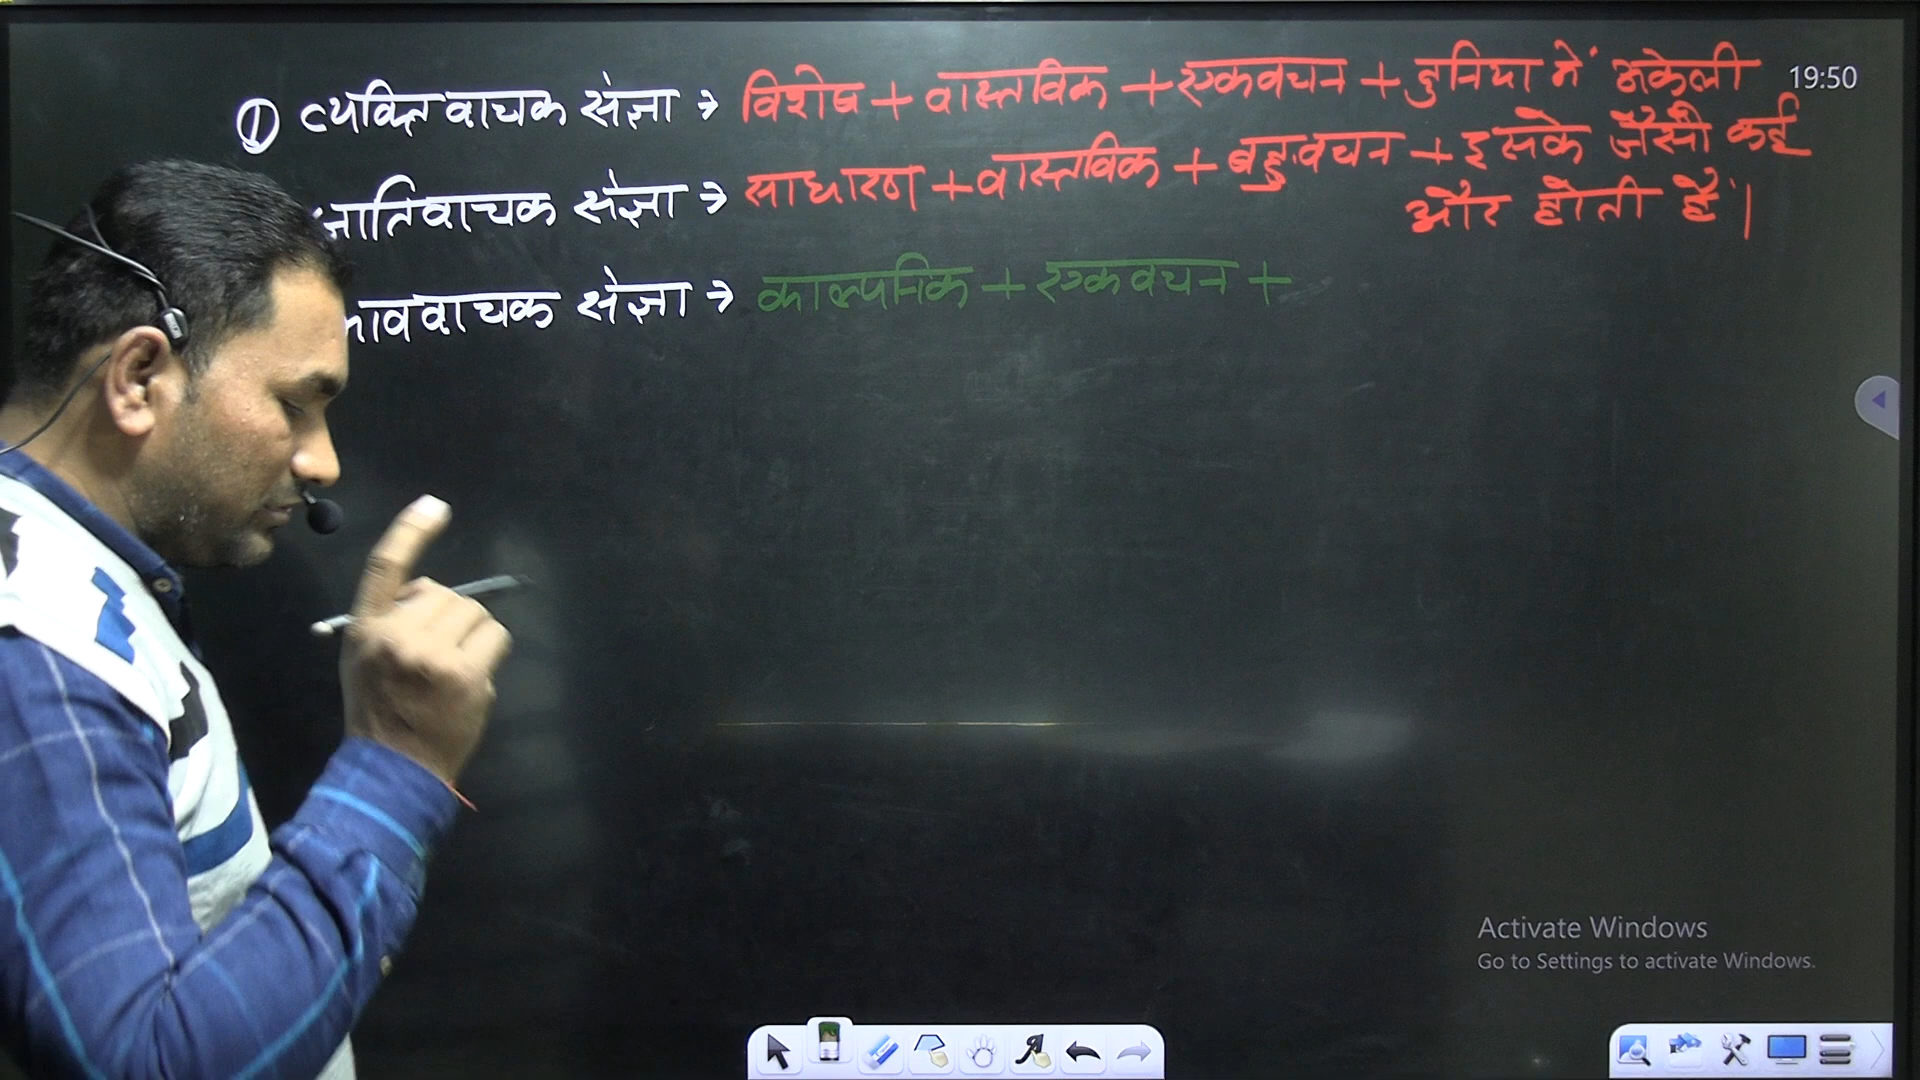 ① व्यक्तिवाचक संज्ञा → विशेष + वास्तविक + एकवचन + दुनिया में अकेली
जातिवाचक संज्ञा → साधारण + वास्तविक + बहुवचन + इसके जैसी कई
और होती हैं।
भाववाचक संज्ञा → काल्पनिक + एकवचन +
19:50
Activate Windows
Go to Settings to activate Windows.